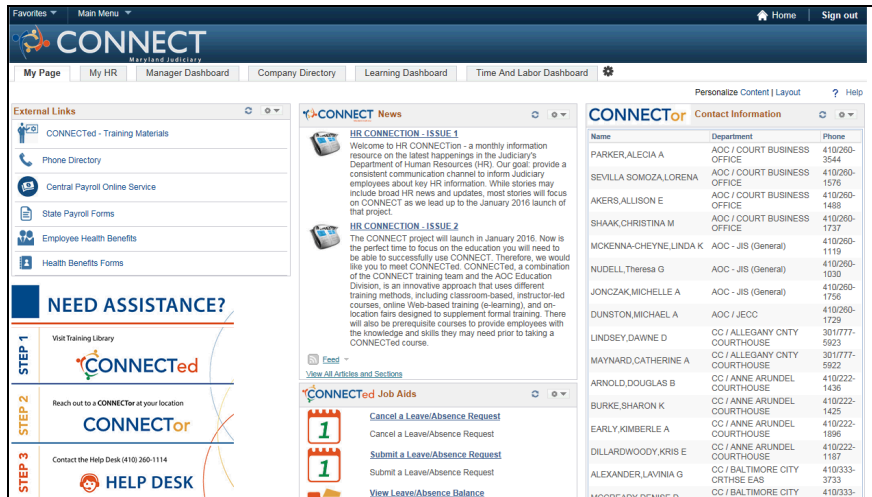 Favorites Main Menu Home Sign out
CONNECT
Maryland Judiciary
My Page My HR Manager Dashboard Company Directory Learning Dashboard Time And Labor Dashboard
Personalize Content | Layout ? Help
External Links
CONNECTed - Training Materials
Phone Directory
Central Payroll Online Service
State Payroll Forms
Employee Health Benefits
Health Benefits Forms
NEED ASSISTANCE?
STEP 1
Visit Training Library
CONNECTed
STEP 2
Reach out to a CONNECTor at your location
CONNECTor
STEP 3
Contact the Help Desk (410) 260-1114
HELP DESK
CONNECT News
HR CONNECTION - ISSUE 1
Welcome to HR CONNECTion - a monthly information
resource on the latest happenings in the Judiciary's
Department of Human Resources (HR). Our goal: provide a
consistent communication channel to inform Judiciary
employees about key HR information. While stories may
include broad HR news and updates, most stories will focus
on CONNECT as we lead up to the January 2016 launch of
that project.
HR CONNECTION - ISSUE 2
The CONNECT project will launch in January 2016. Now is
the perfect time to focus on the education you will need to
be able to successfully use CONNECT. Therefore, we would
like you to meet CONNECTed. CONNECTed, a combination
of the CONNECT training team and the AOC Education
Division, is an innovative approach that uses different
training methods, including classroom-based, instructor-led
courses, online Web-based training (e-learning), and on-
location fairs designed to supplement formal training. There
will also be prerequisite courses to provide employees with
the knowledge and skills they may need prior to taking a
CONNECTed course.
Feed
View All Articles and Sections
CONNECTed Job Aids
1
Cancel a Leave/Absence Request
Cancel a Leave/Absence Request
1
Submit a Leave/Absence Request
Submit a Leave/Absence Request
View Leave/Absence Balance
CONNECTor Contact Information
Name Department Phone
PARKER,ALECIA A AOC / COURT BUSINESS OFFICE 410/260-3544
SEVILLA SOMOZA,LORENA AOC / COURT BUSINESS OFFICE 410/260-1576
AKERS,ALLISON E AOC / COURT BUSINESS OFFICE 410/260-1488
SHAAK,CHRISTINA M AOC / COURT BUSINESS OFFICE 410/260-1737
MCKENNA-CHEYNE,LINDA K AOC - JIS (General) 410/260-1119
NUDELL,Theresa G AOC - JIS (General) 410/260-1030
JONCZAK,MICHELLE A AOC - JIS (General) 410/260-1756
DUNSTON,MICHAEL A AOC / JECC 410/260-1729
LINDSEY,DAWNE D CC / ALLEGANY CNTY COURTHOUSE 301/777-5923
MAYNARD,CATHERINE A CC / ALLEGANY CNTY COURTHOUSE 301/777-5922
ARNOLD,DOUGLAS B CC / ANNE ARUNDEL COURTHOUSE 410/222-1436
BURKE,SHARON K CC / ANNE ARUNDEL COURTHOUSE 410/222-1425
EARLY,KIMBERLE A CC / ANNE ARUNDEL COURTHOUSE 410/222-1896
DILLARDWOODY,KRIS E CC / ANNE ARUNDEL COURTHOUSE 410/222-1187
ALEXANDER,LAVINIA G CC / BALTIMORE CITY CRTHSE EAS 410/333-3733
CC / BALTIMORE CITY 410/333-